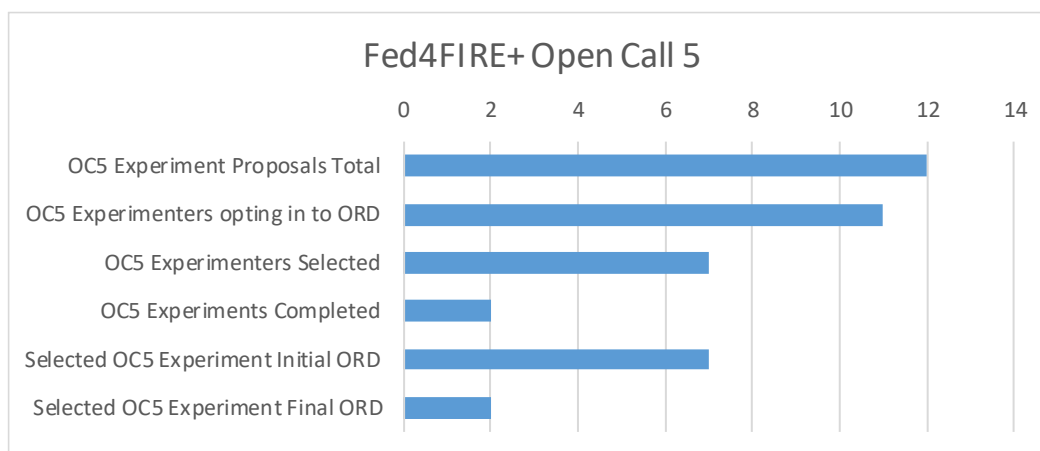 Fed4FIRE+ Open Call 5
0 2 4 6 8 10 12 14
OC5 Experiment Proposals Total
OC5 Experimenters opting in to ORD
OC5 Experimenters Selected
OC5 Experiments Completed
Selected OC5 Experiment Initial ORD
Selected OC5 Experiment Final ORD